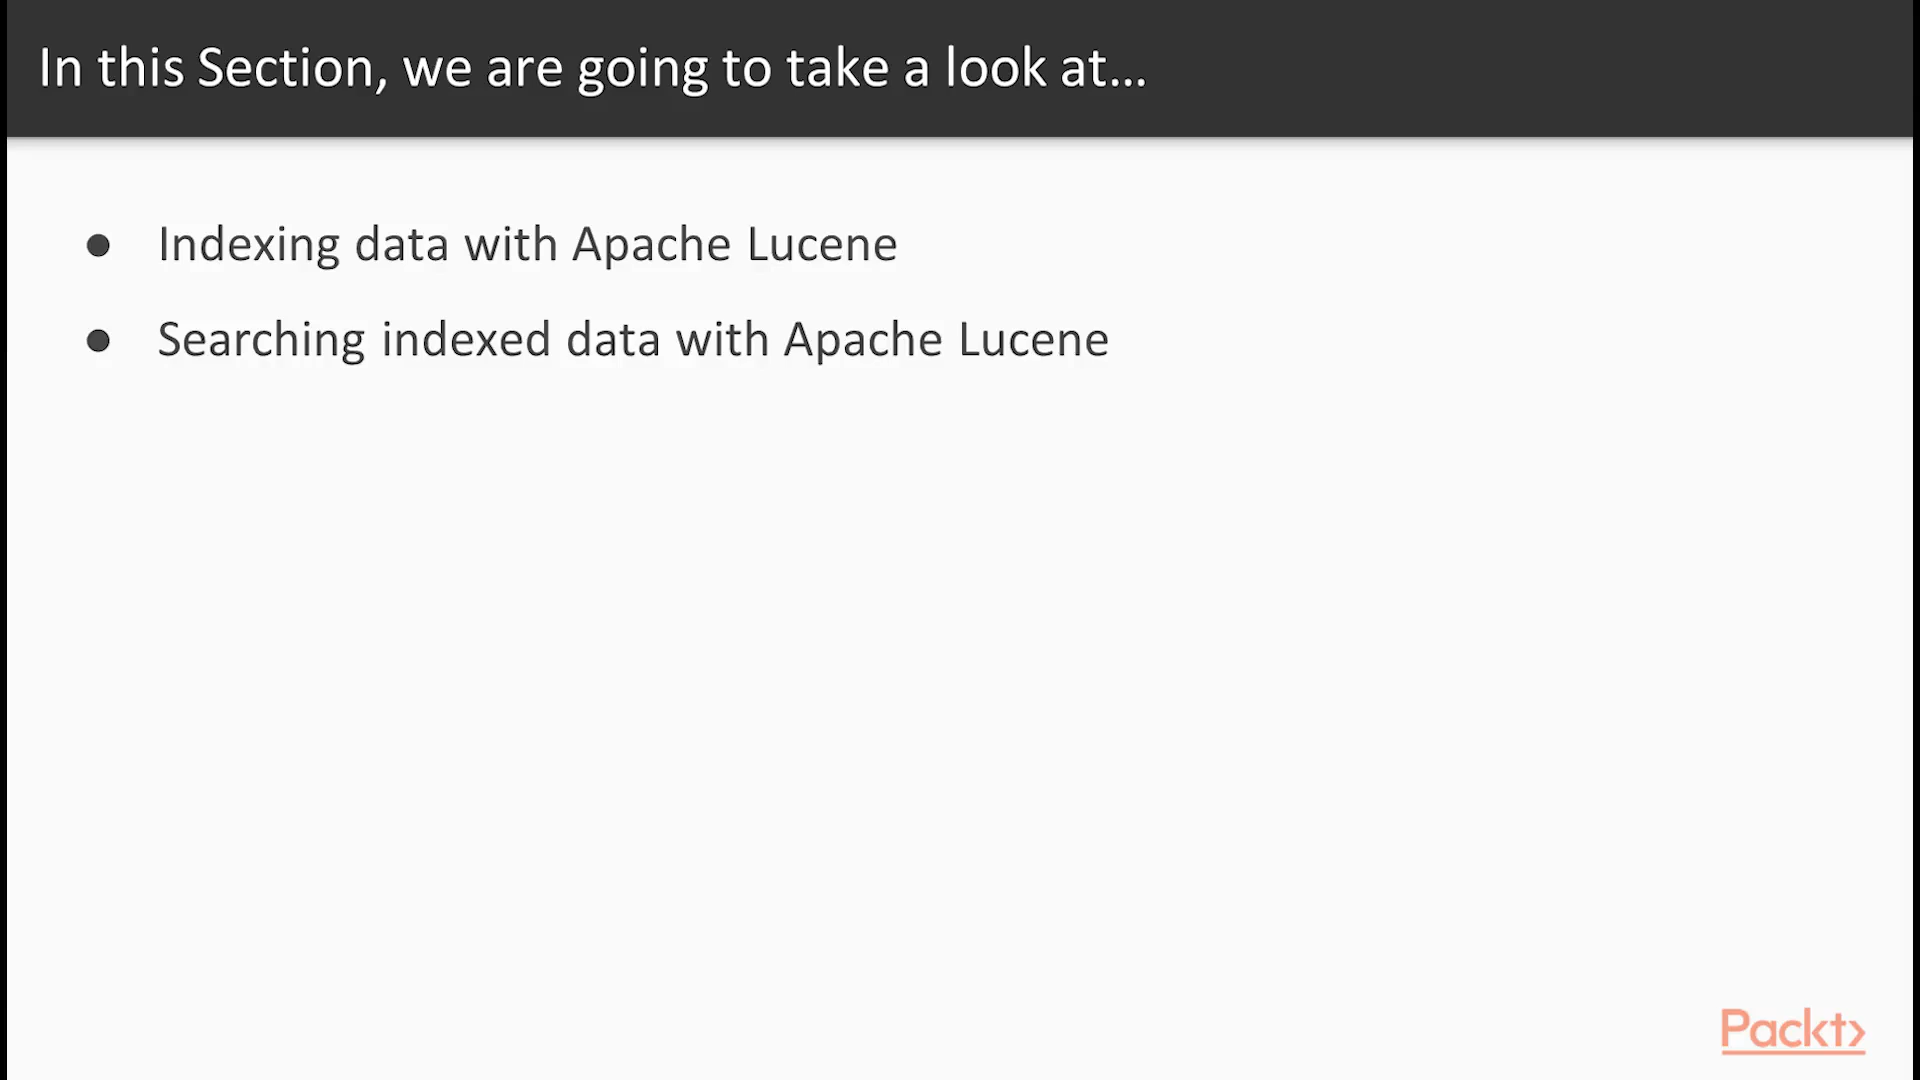 In this Section, we are going to take a look at...
● Indexing data with Apache Lucene
● Searching indexed data with Apache Lucene
Packt>